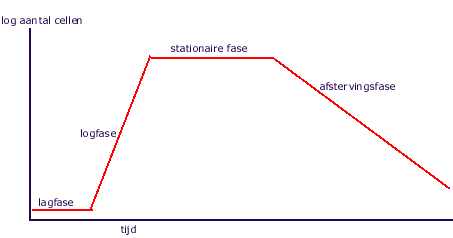 log aantal cellen
stationaire fase
afstervingsfase
logfase
lagfase
tijd